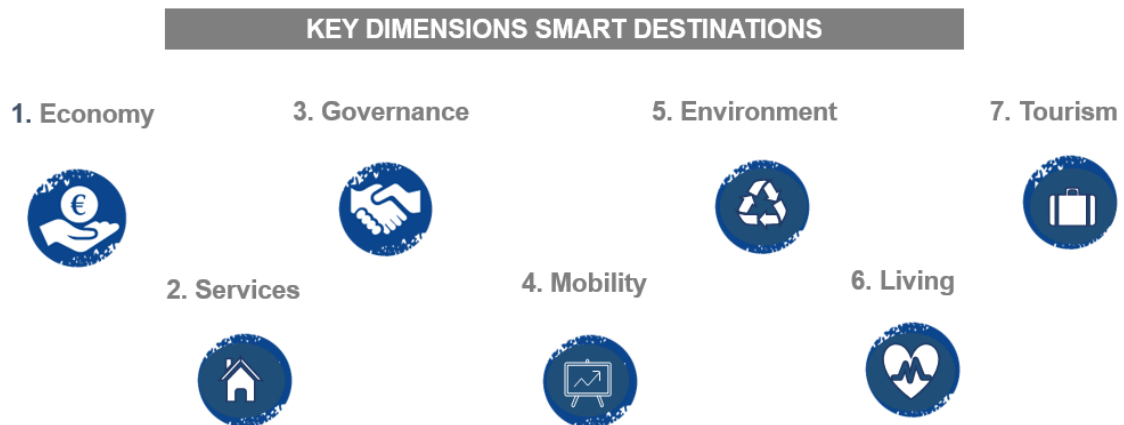 KEY DIMENSIONS SMART DESTINATIONS
1. Economy
3. Governance
5. Environment
7. Tourism
€
2. Services
4. Mobility
6. Living